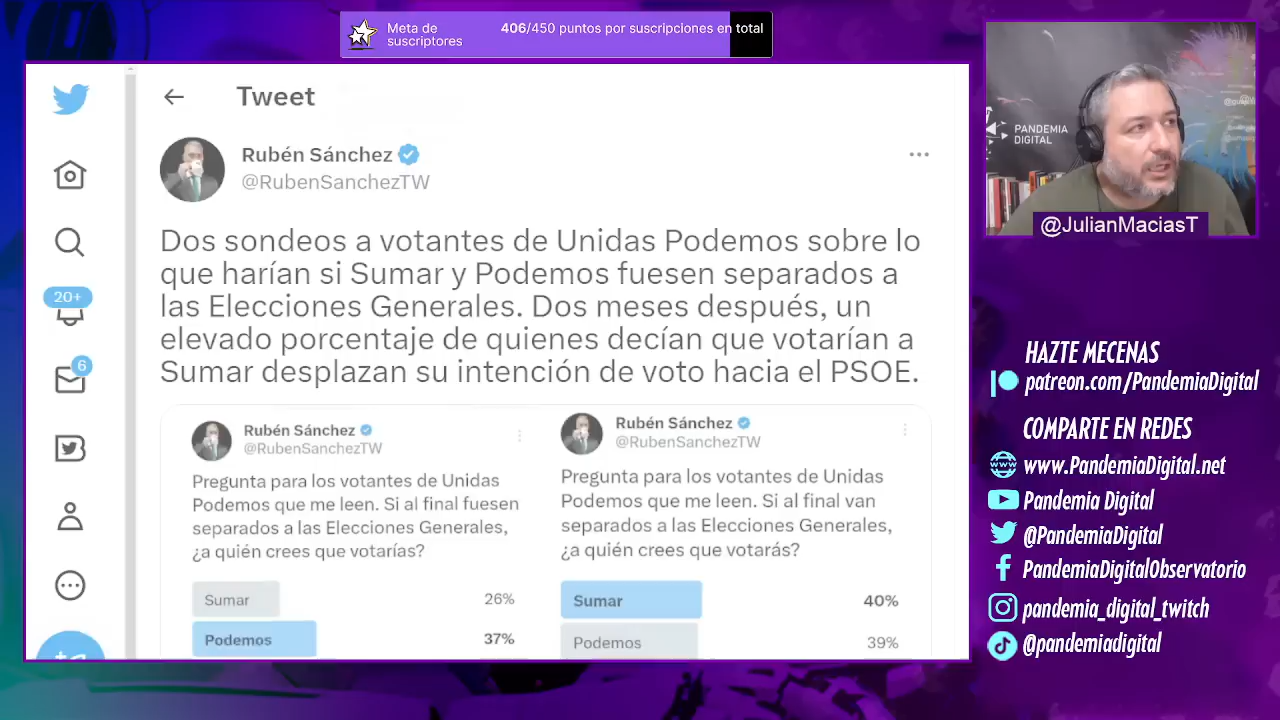 Meta de
suscriptores
406/450 puntos por suscripciones en total
Tweet
Rubén Sánchez
@RubenSanchezTW
Dos sondeos a votantes de Unidas Podemos sobre lo
que harían si Sumar y Podemos fuesen separados a
las Elecciones Generales. Dos meses después, un
elevado porcentaje de quienes decían que votarían a
Sumar desplazan su intención de voto hacia el PSOE.
20+
6
Rubén Sánchez
@RubenSanchezTW
Pregunta para los votantes de Unidas
Podemos que me leen. Si al final fuesen
separados a las Elecciones Generales,
¿a quién crees que votarías?
Sumar 26%
Podemos 37%
Rubén Sánchez
@RubenSanchezTW
Pregunta para los votantes de Unidas
Podemos que me leen. Si al final van
separados a las Elecciones Generales,
¿a quién crees que votarás?
Sumar 40%
Podemos 39%
PANDEMIA
DIGITAL
@JulianMaciasT
HAZTE MECENAS
patreon.com/PandemiaDigital
COMPARTE EN REDES
www.PandemiaDigital.net
Pandemia Digital
@PandemiaDigital
PandemiaDigitalObservatorio
pandemia_digital_twitch
@pandemiadigital